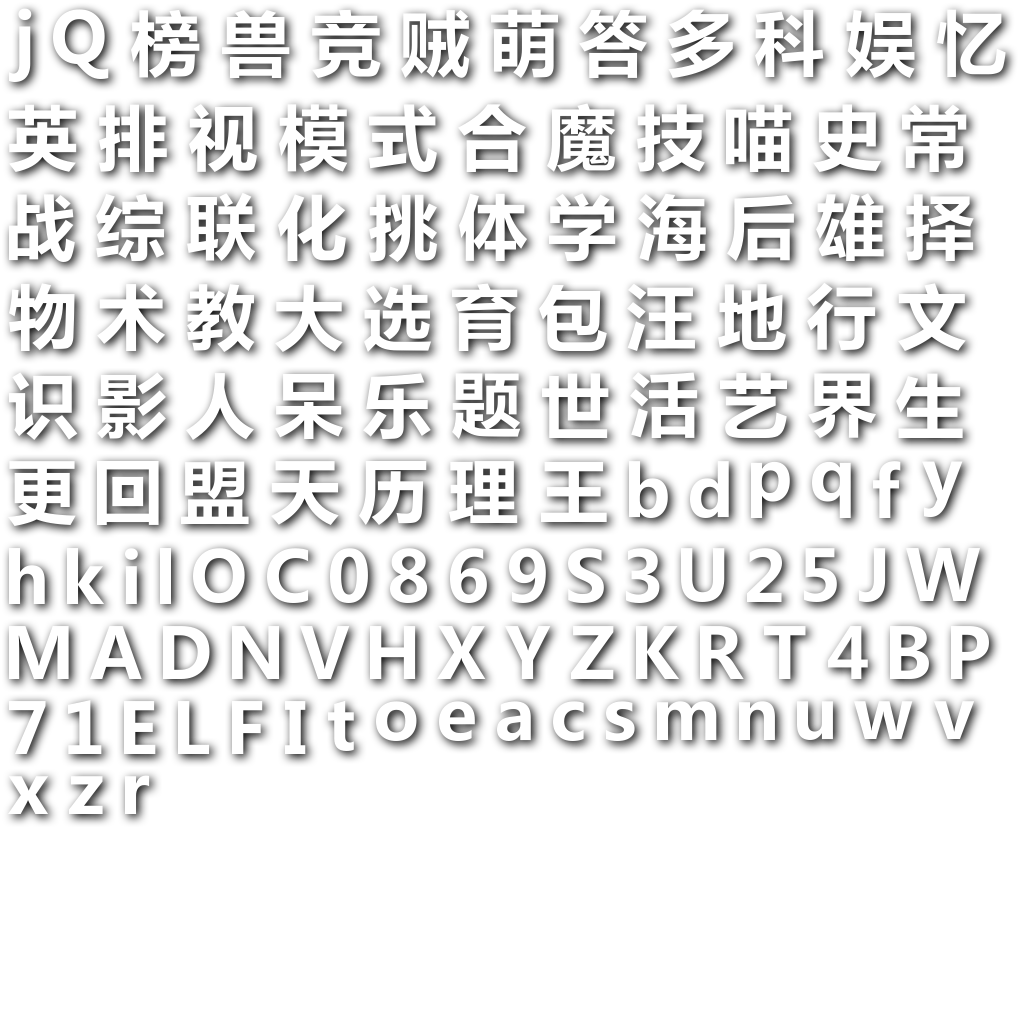 jQ榜兽竞贼萌答多科娱忆
英排视模式合魔技喵史常
战综联化挑体学海后雄择
物术教大选育包汪地行文
识影人呆乐题世活艺界生
更回盟天历理王bdpqfy
hkilOC0869S3U25JW
MADNVHXYZKRT4BP
71ELFItoeacsmnuwv
xzr